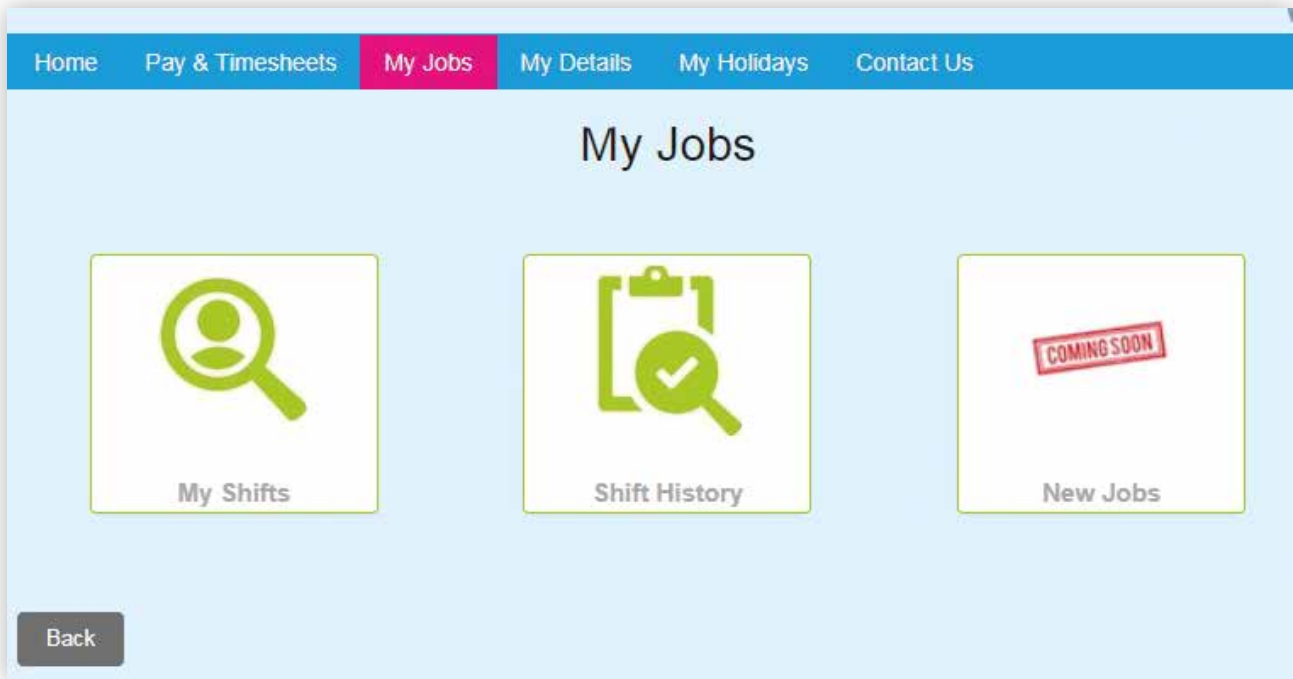 Home Pay & Timesheets My Jobs My Details My Holidays Contact Us
My Jobs
COMING SOON
My Shifts Shift History New Jobs
Back